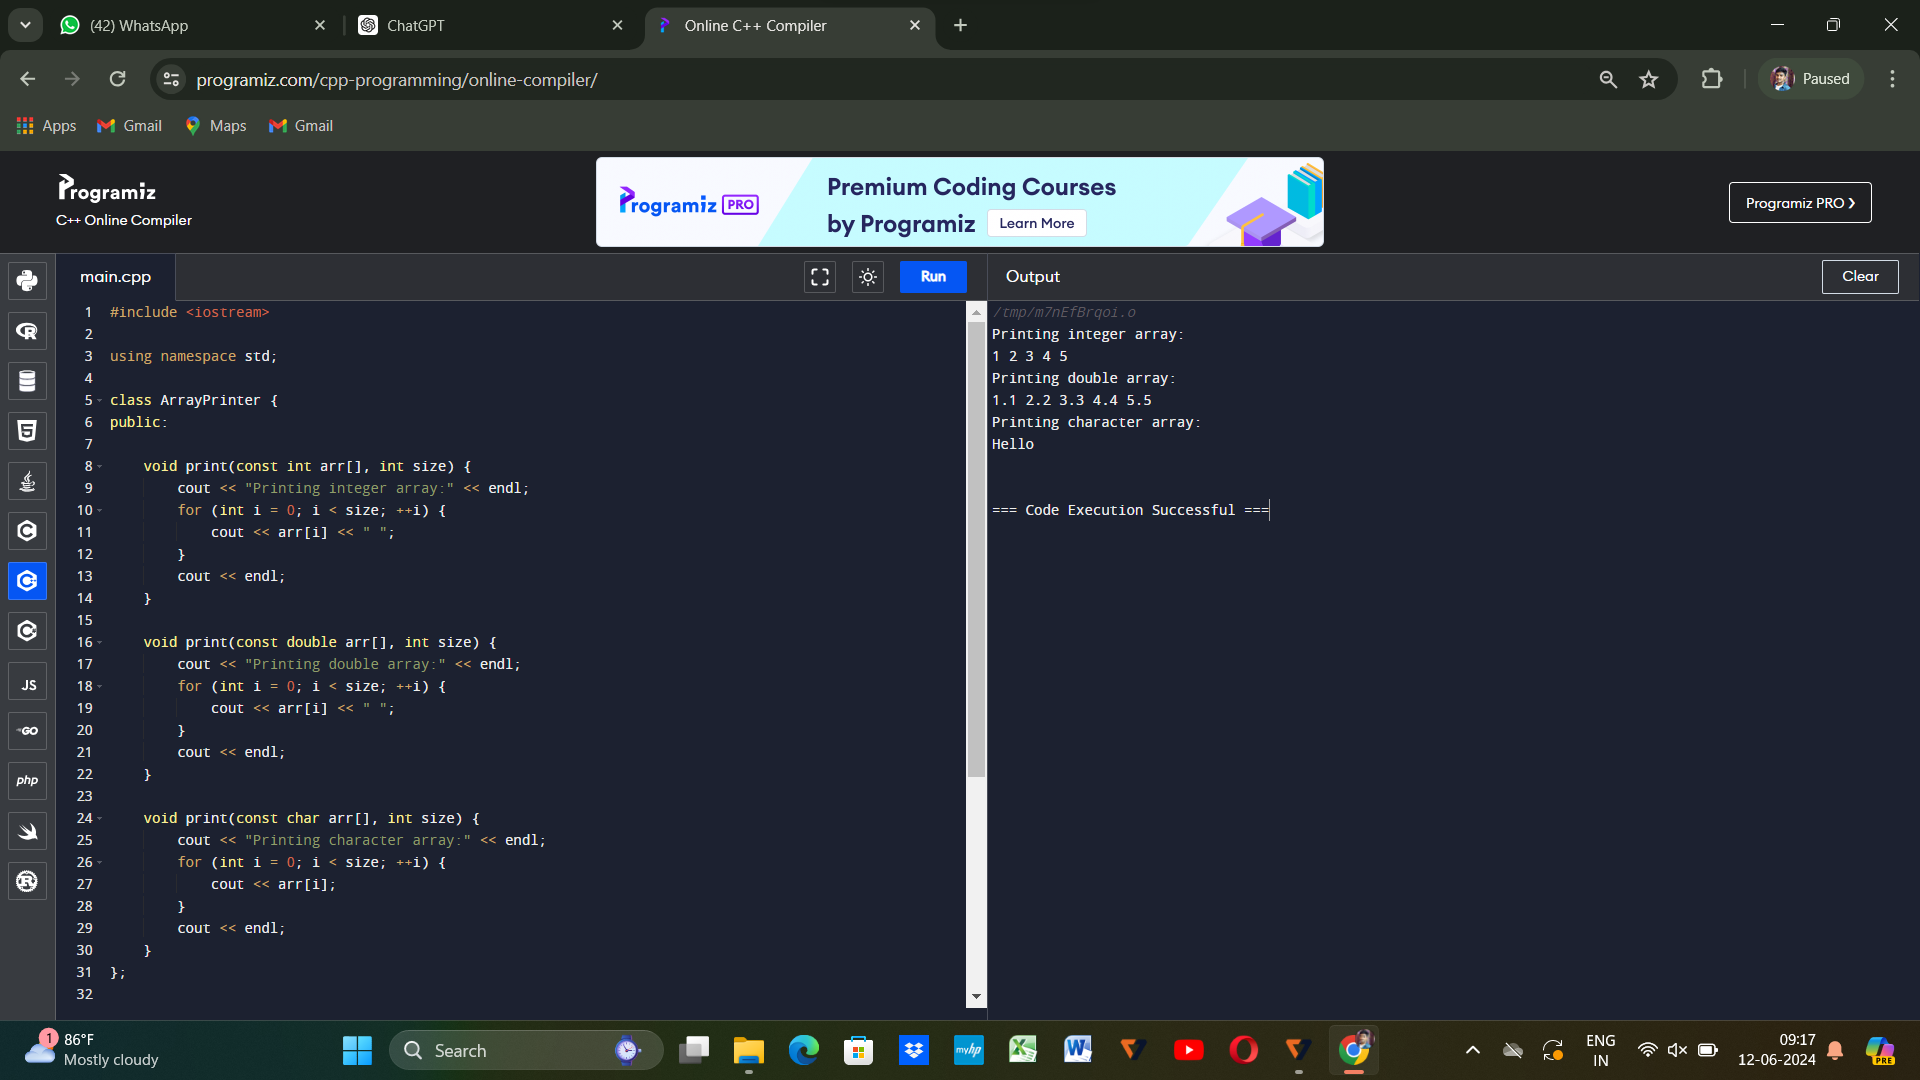 (42) WhatsApp
ChatGPT
Online C++ Compiler
programiz.com/cpp-programming/online-compiler/
Paused
Apps
Gmail
Maps
Gmail
Programiz
C++ Online Compiler
Programiz PRO
Premium Coding Courses
by Programiz
Learn More
Programiz PRO ❯
main.cpp
Run
Output
Clear
JS
GO
php
1 #include <iostream>
2
3 using namespace std;
4
5 class ArrayPrinter {
6 public:
7
8     void print(const int arr[], int size) {
9         cout << "Printing integer array:" << endl;
10         for (int i = 0; i < size; ++i) {
11             cout << arr[i] << " ";
12         }
13         cout << endl;
14     }
15
16     void print(const double arr[], int size) {
17         cout << "Printing double array:" << endl;
18         for (int i = 0; i < size; ++i) {
19             cout << arr[i] << " ";
20         }
21         cout << endl;
22     }
23
24     void print(const char arr[], int size) {
25         cout << "Printing character array:" << endl;
26         for (int i = 0; i < size; ++i) {
27             cout << arr[i];
28         }
29         cout << endl;
30     }
31 };
32
/tmp/m7nEfBrqoi.o
Printing integer array:
1 2 3 4 5
Printing double array:
1.1 2.2 3.3 4.4 5.5
Printing character array:
Hello
=== Code Execution Successful ===
1
86°F
Mostly cloudy
Search
myhp
ENG
IN
09:17
12-06-2024
PRE